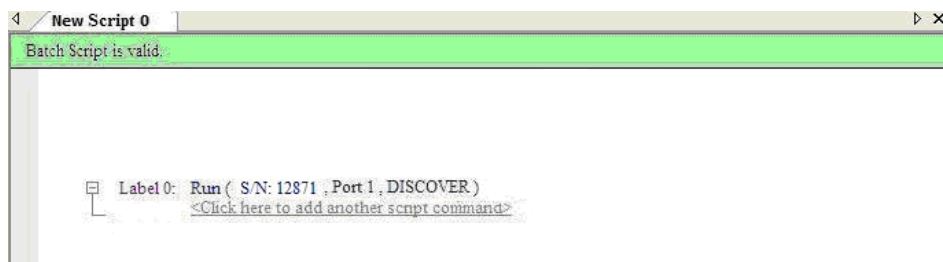 New Script 0
Batch Script is valid.
Label 0: Run ( S/N: 12871 , Port 1 , DISCOVER )
<Click here to add another script command>